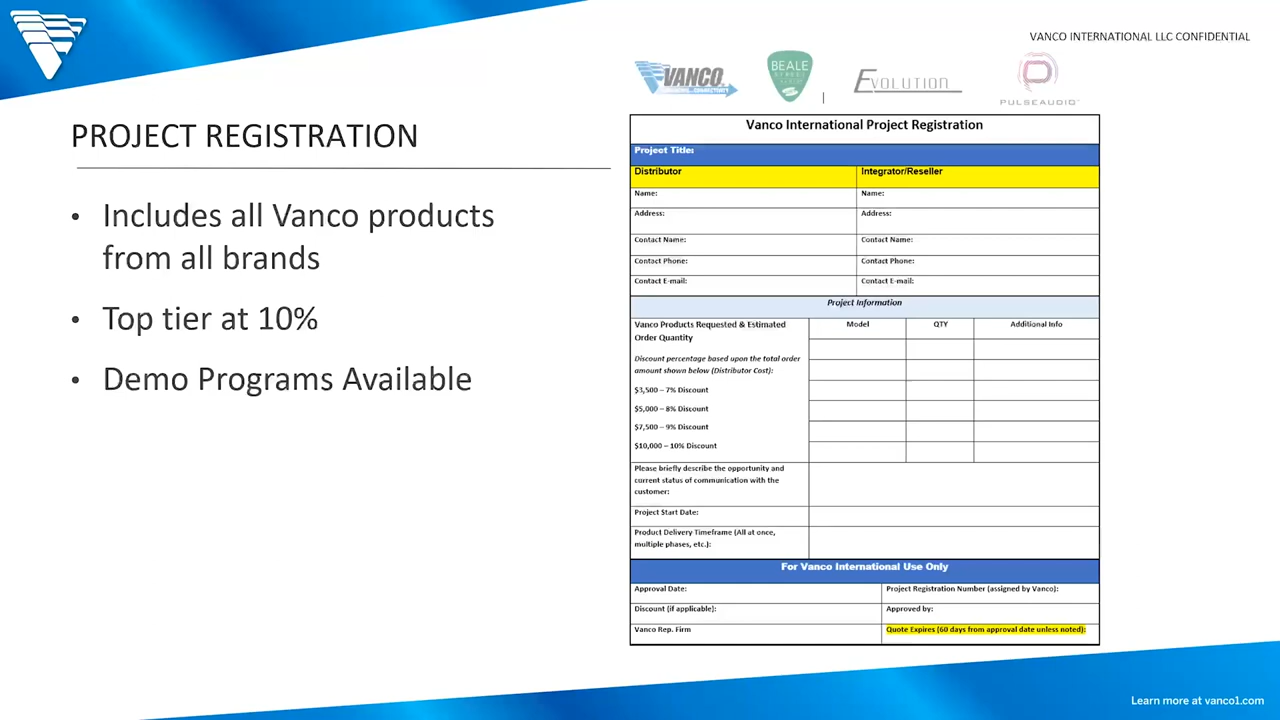 VANCO INTERNATIONAL LLC CONFIDENTIAL
VANCO
BEALE
EVOLUTION
PULSEAUDIO
PROJECT REGISTRATION
• Includes all Vanco products
from all brands
• Top tier at 10%
• Demo Programs Available
Vanco International Project Registration
Project Title:
Distributor Integrator/Reseller
Name: Name:
Address: Address:
Contact Name: Contact Name:
Contact Phone: Contact Phone:
Contact E-mail: Contact E-mail:
Project Information
Vanco Products Requested & Estimated Model QTY Additional Info
Order Quantity
Discount percentage based upon the total order
amount shown below (Distributor Cost):
$3,500 – 7% Discount
$5,000 – 8% Discount
$7,500 – 9% Discount
$10,000 – 10% Discount
Please briefly describe the opportunity and
current status of communication with the
customer:
Project Start Date:
Product Delivery Timeframe (All at once,
multiple phases, etc.):
For Vanco International Use Only
Approval Date: Project Registration Number (assigned by Vanco):
Discount (if applicable): Approved by:
Vanco Rep. Firm Quote Expires (60 days from approval date unless noted):
Learn more at vanco1.com